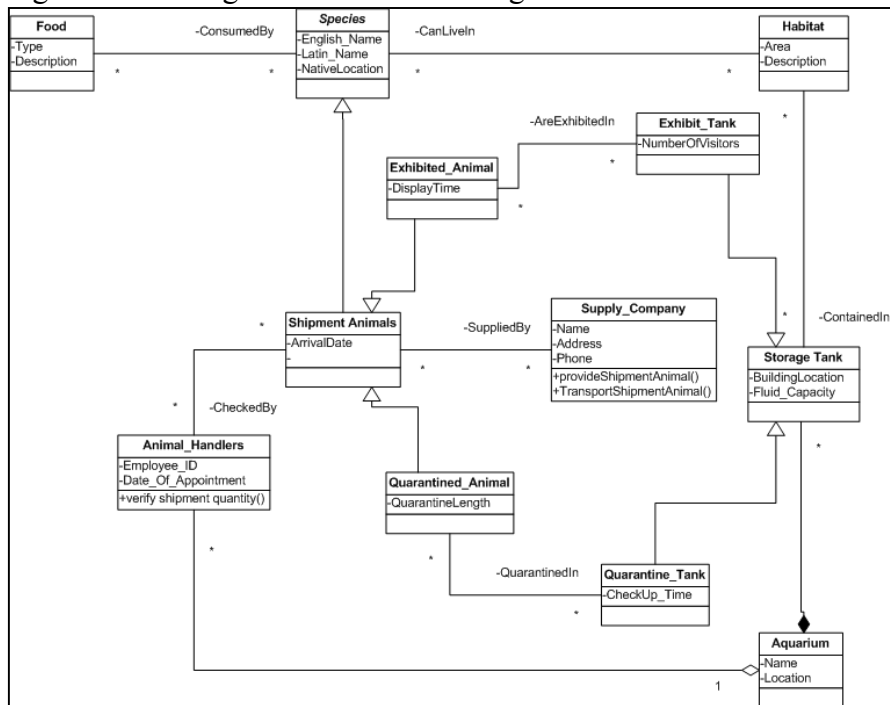 Food
-Type
-Description
-ConsumedBy
*
*
Species
-English_Name
-Latin_Name
-NativeLocation
-CanLiveIn
*
*
Habitat
-Area
-Description
*
-AreExhibitedIn
*
*
Exhibit_Tank
-NumberOfVisitors
Exhibited_Animal
-DisplayTime
Shipment Animals
-ArrivalDate
-
*
-SuppliedBy
*
*
Supply_Company
-Name
-Address
-Phone
+provideShipmentAnimal()
+TransportShipmentAnimal()
*
-ContainedIn
Storage Tank
-BuildingLocation
-Fluid_Capacity
*
*
-CheckedBy
Animal_Handlers
-Employee_ID
-Date_Of_Appointment
+verify shipment quantity()
*
Quarantined_Animal
-QuarantineLength
*
-QuarantinedIn
*
Quarantine_Tank
-CheckUp_Time
Aquarium
-Name
-Location
1